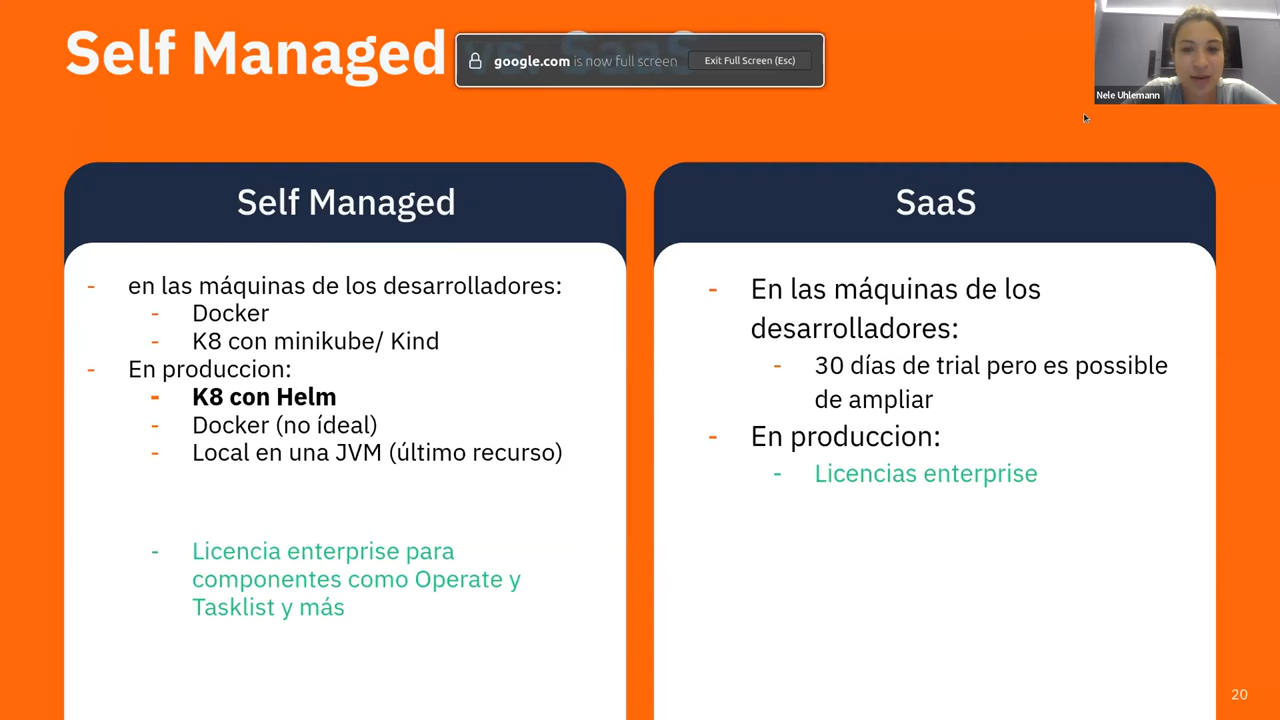 Self Managed vs. SaaS
google.com is now full screen
Exit Full Screen (Esc)
Nele Uhlemann
Self Managed
- en las máquinas de los desarrolladores:
- Docker
- K8 con minikube/ Kind
- En produccion:
- K8 con Helm
- Docker (no ídeal)
- Local en una JVM (último recurso)
- Licencia enterprise para
componentes como Operate y
Tasklist y más
SaaS
- En las máquinas de los
desarrolladores:
- 30 días de trial pero es possible
de ampliar
- En produccion:
- Licencias enterprise
20